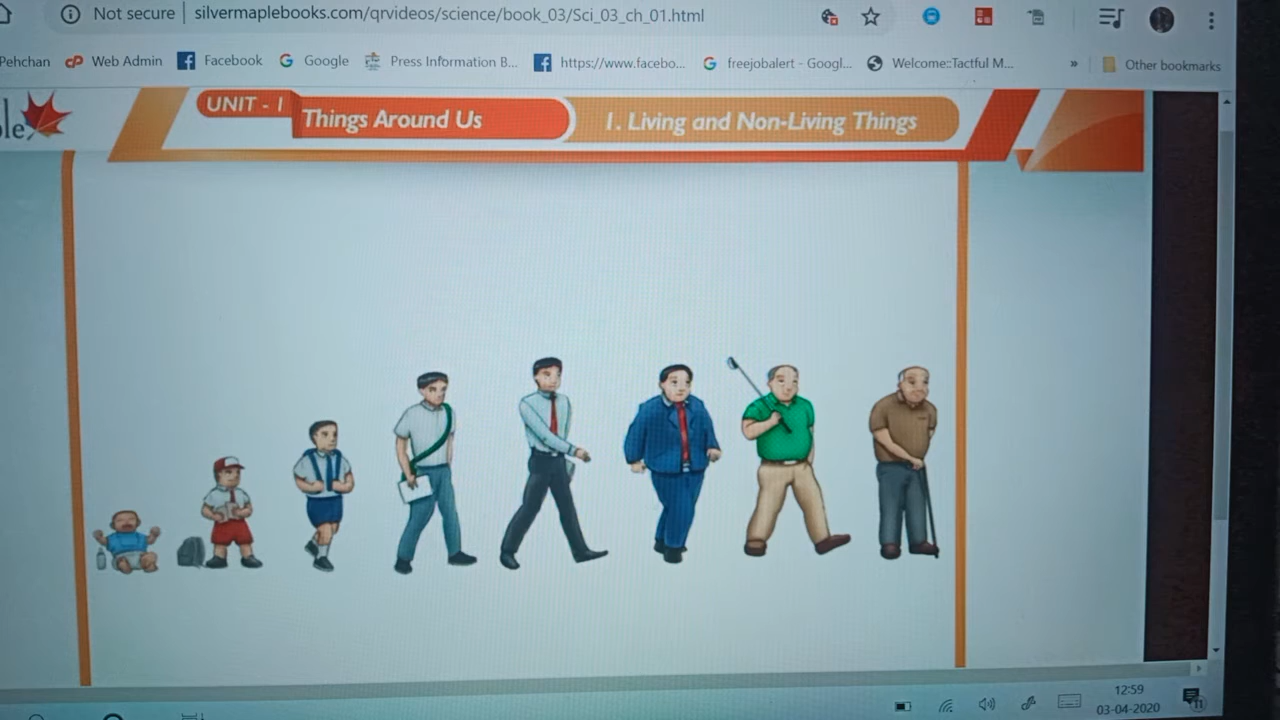 Not secure | silvermaplebooks.com/qrvideos/science/book_03/Sci_03_ch_01.html
Pehchan Web Admin Facebook Google Press Information B... https://www.facebo... freejobalert - Googl... Welcome::Tactful M... » Other bookmarks
le
UNIT - I
Things Around Us
1. Living and Non-Living Things
12:59
03-04-2020
11